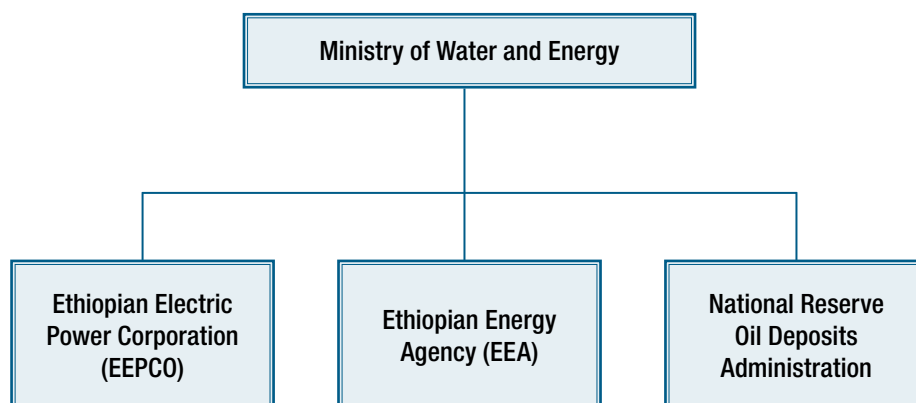 Ministry of Water and Energy
Ethiopian Electric
Power Corporation
(EEPCO)
Ethiopian Energy
Agency (EEA)
National Reserve
Oil Deposits
Administration